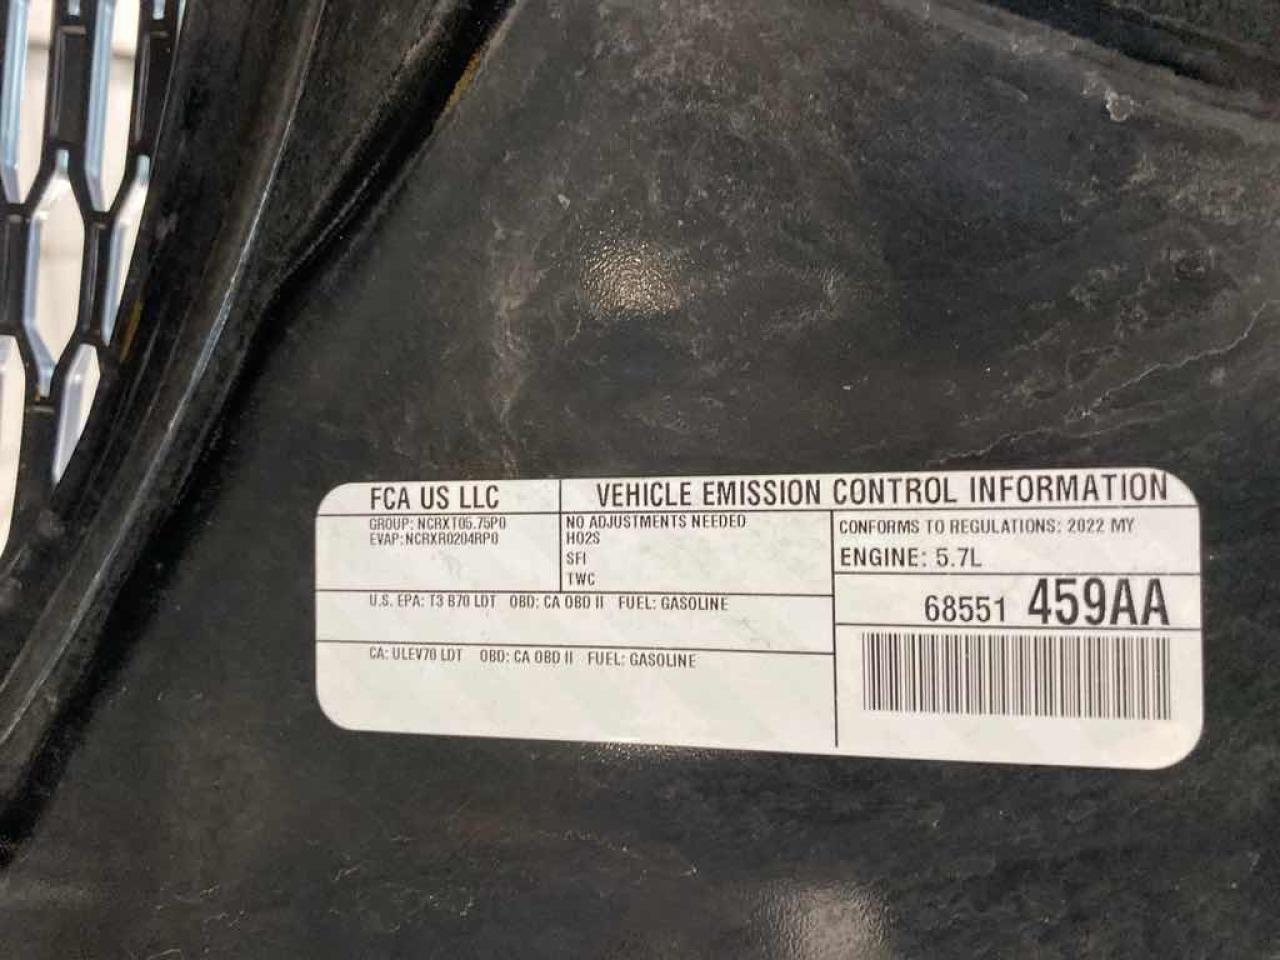 FCA US LLC
VEHICLE EMISSION CONTROL INFORMATION
GROUP: NCRXT05.75P0
EVAP: NCRXR0204RP0
NO ADJUSTMENTS NEEDED
HO2S
SFI
TWC
CONFORMS TO REGULATIONS: 2022 MY
ENGINE: 5.7L
68551 459AA
U.S. EPA: T3 B70 LDT OBD: CA OBD II FUEL: GASOLINE
CA: ULEV70 LDT OBD: CA OBD II FUEL: GASOLINE